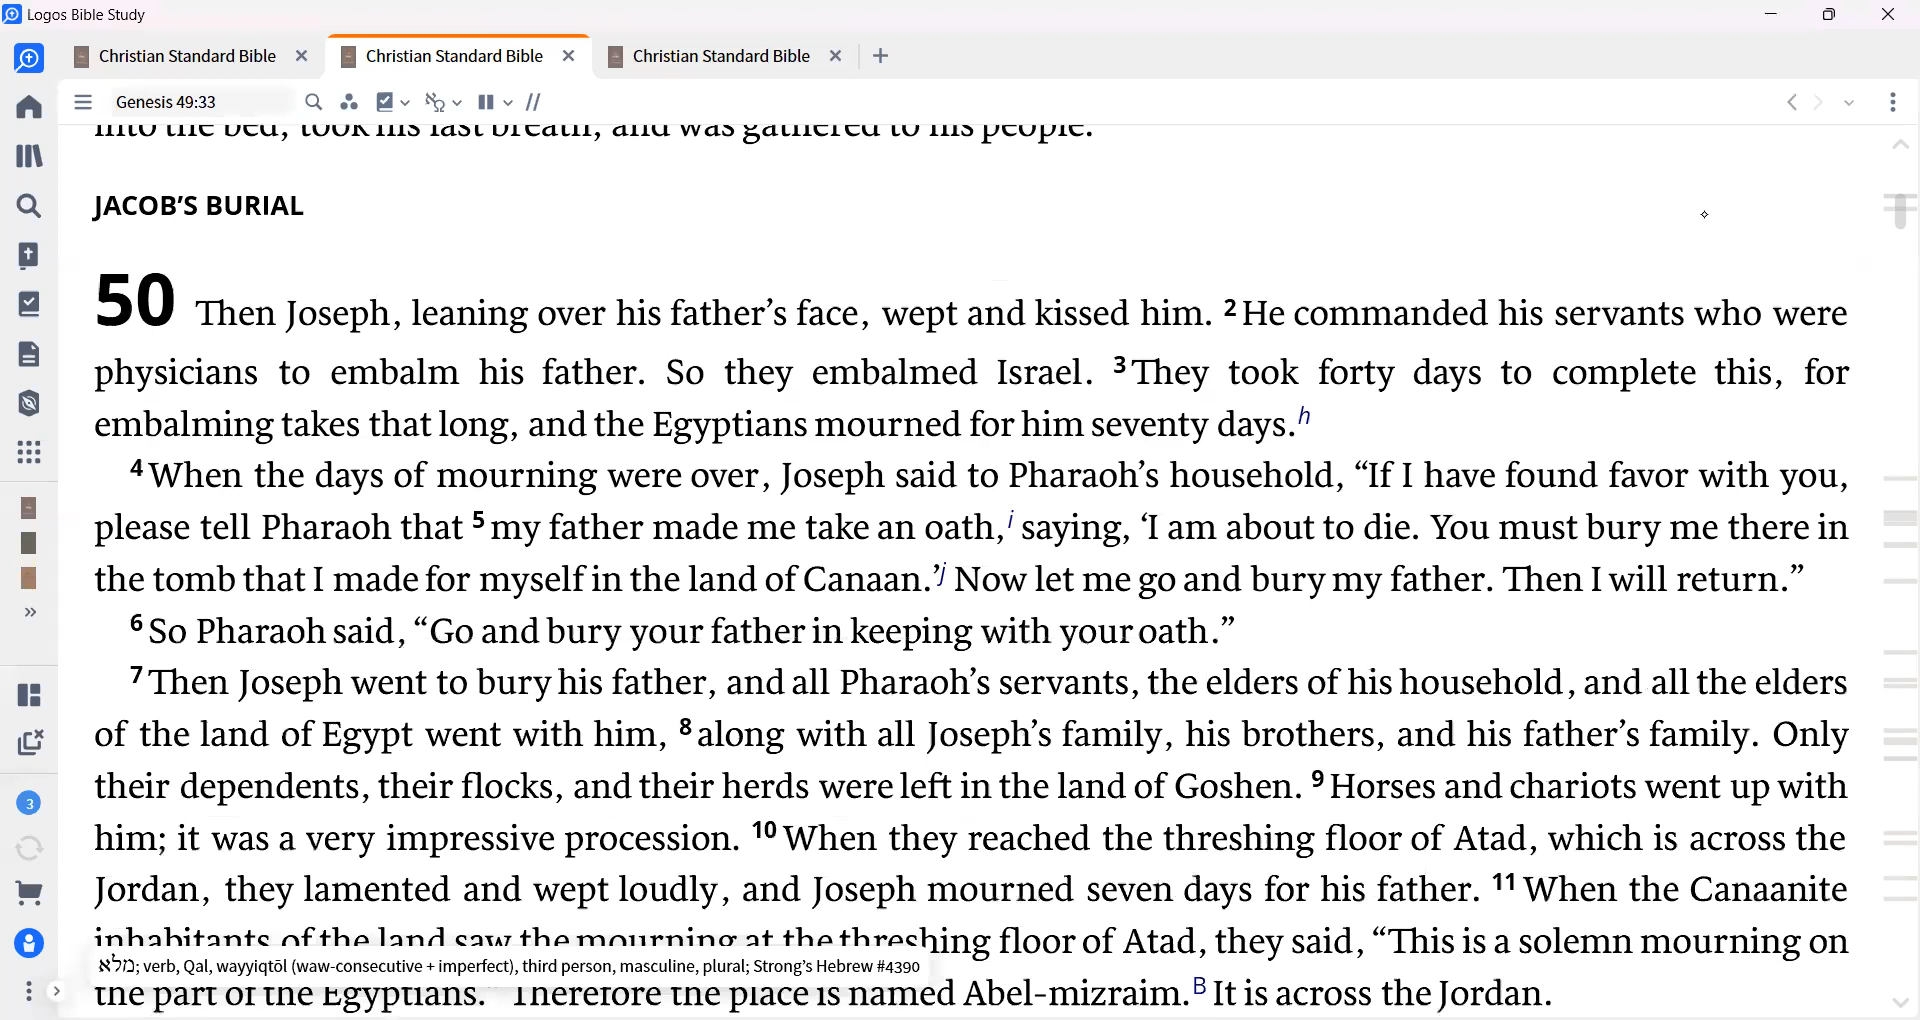 Logos Bible Study
Christian Standard Bible
Christian Standard Bible
Christian Standard Bible
Genesis 49:33
into the bed, took his last breath, and was gathered to his people.
JACOB’S BURIAL
50 Then Joseph, leaning over his father’s face, wept and kissed him. 2 He commanded his servants who were
physicians to embalm his father. So they embalmed Israel. 3 They took forty days to complete this, for
embalming takes that long, and the Egyptians mourned for him seventy days. h
4 When the days of mourning were over, Joseph said to Pharaoh’s household, “If I have found favor with you,
please tell Pharaoh that 5 my father made me take an oath, i saying, ‘I am about to die. You must bury me there in
the tomb that I made for myself in the land of Canaan.’ j Now let me go and bury my father. Then I will return.”
6 So Pharaoh said, “Go and bury your father in keeping with your oath.”
7 Then Joseph went to bury his father, and all Pharaoh’s servants, the elders of his household, and all the elders
of the land of Egypt went with him, 8 along with all Joseph’s family, his brothers, and his father’s family. Only
their dependents, their flocks, and their herds were left in the land of Goshen. 9 Horses and chariots went up with
him; it was a very impressive procession. 10 When they reached the threshing floor of Atad, which is across the
Jordan, they lamented and wept loudly, and Joseph mourned seven days for his father. 11 When the Canaanite
inhabitants of the land saw the mourning at the threshing floor of Atad, they said, “This is a solemn mourning on
מלא; verb, Qal, wayyiqtōl (waw-consecutive + imperfect), third person, masculine, plural; Strong’s Hebrew #4390
the part of the Egyptians.” Therefore the place is named Abel-mizraim. B It is across the Jordan.
3